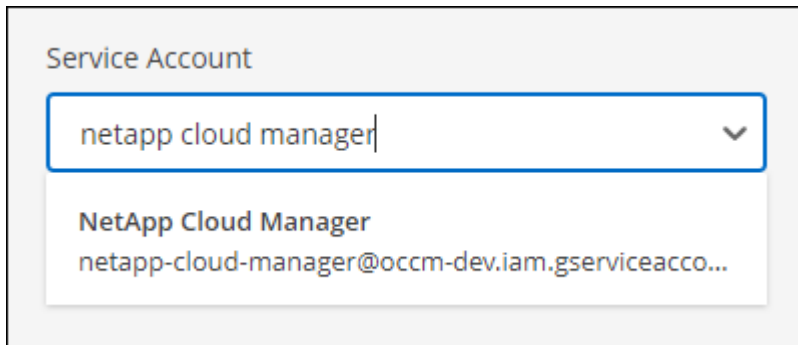 Service Account
netapp cloud manager
NetApp Cloud Manager
netapp-cloud-manager@occm-dev.iam.gserviceacco...